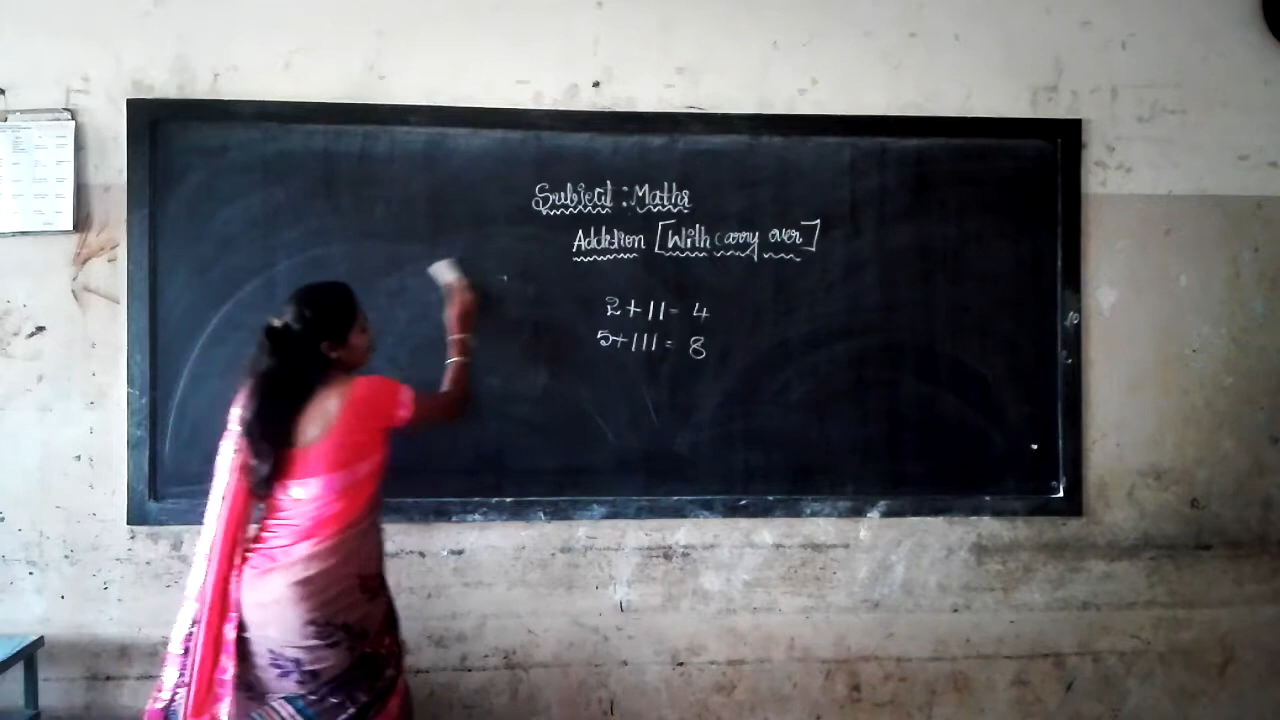 Subject : Maths
Addition [With carry over]
2+11= 4
5+111= 8